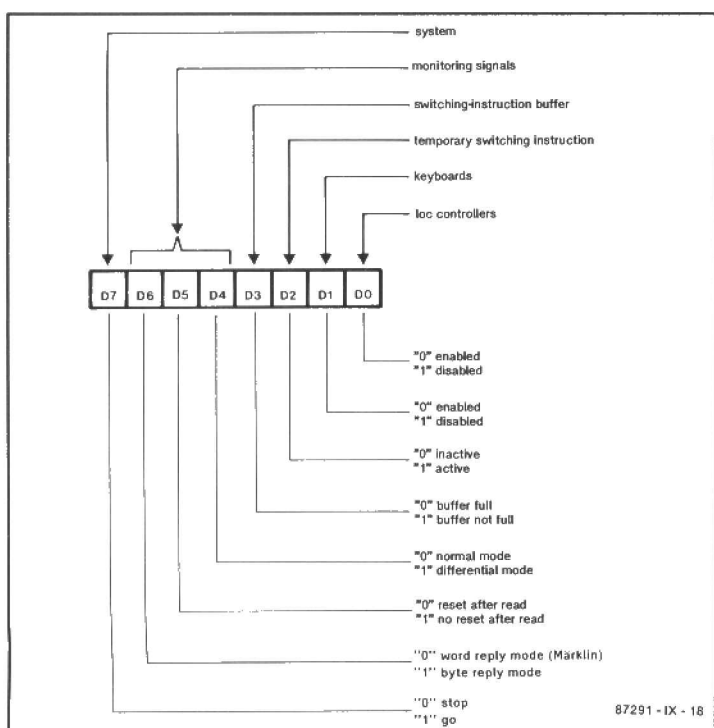 system
monitoring signals
switching-instruction buffer
temporary switching instruction
keyboards
loc controllers
D7 D6 D5 D4 D3 D2 D1 D0
"0" enabled
"1" disabled
"0" enabled
"1" disabled
"0" inactive
"1" active
"0" buffer full
"1" buffer not full
"0" normal mode
"1" differential mode
"0" reset after read
"1" no reset after read
"0" word reply mode (Märklin)
"1" byte reply mode
"0" stop
"1" go
87291 - IX - 18